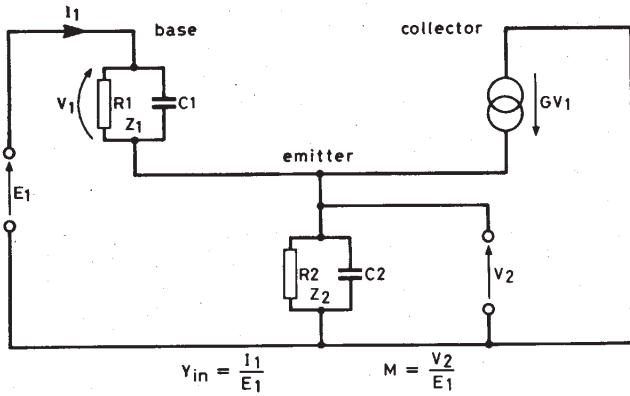 I1
base
collector
V1
R1
C1
Z1
GV1
emitter
E1
R2
C2
Z2
V2
Yin = I1/E1
M = V2/E1